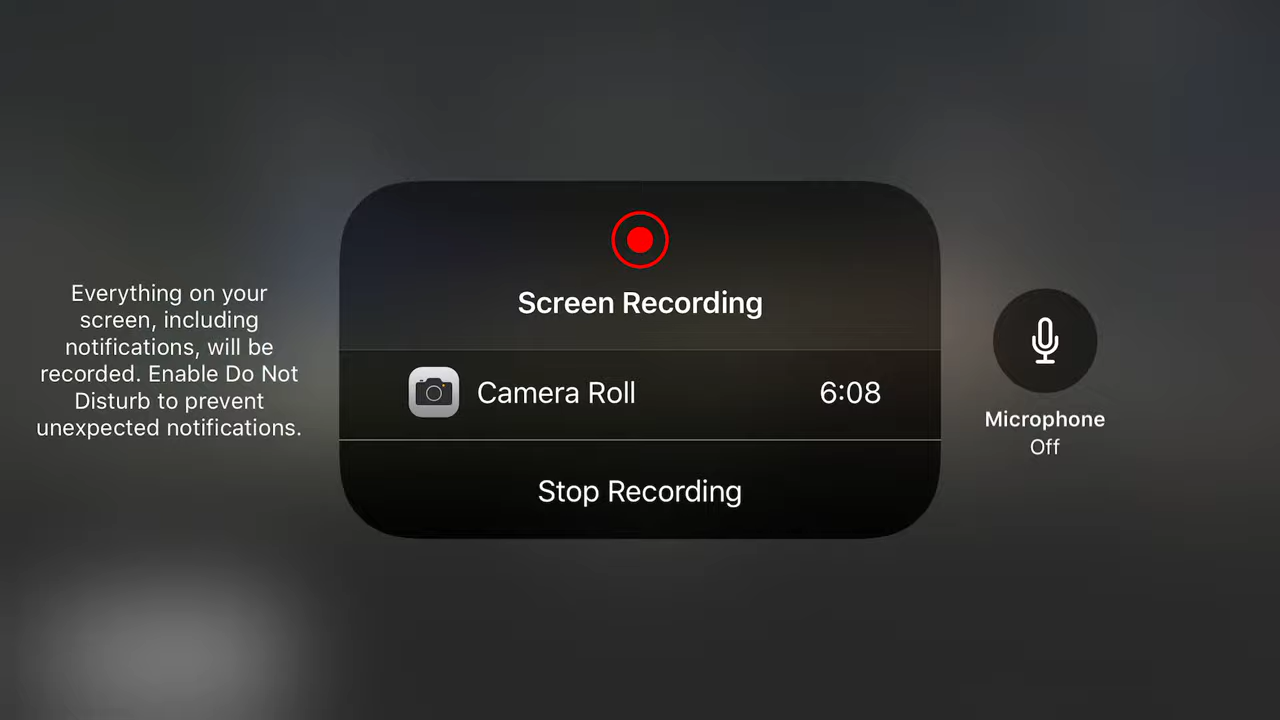 Everything on your
screen, including
notifications, will be
recorded. Enable Do Not
Disturb to prevent
unexpected notifications.
Screen Recording
Camera Roll 6:08
Stop Recording
Microphone
Off